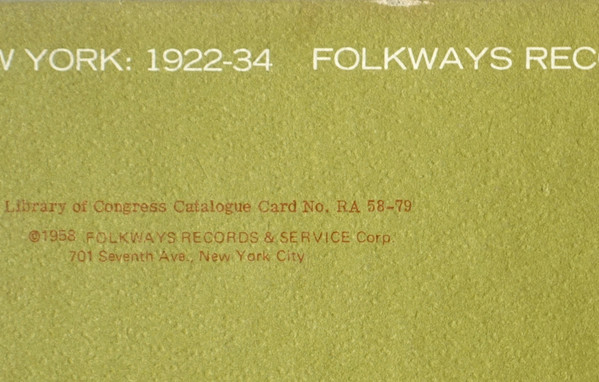 YORK: 1922-34 FOLKWAYS
Library of Congress Catalogue Card No. RA 58-79
©1958 FOLKWAYS RECORDS & SERVICE Corp.
701 Seventh Ave., New York City